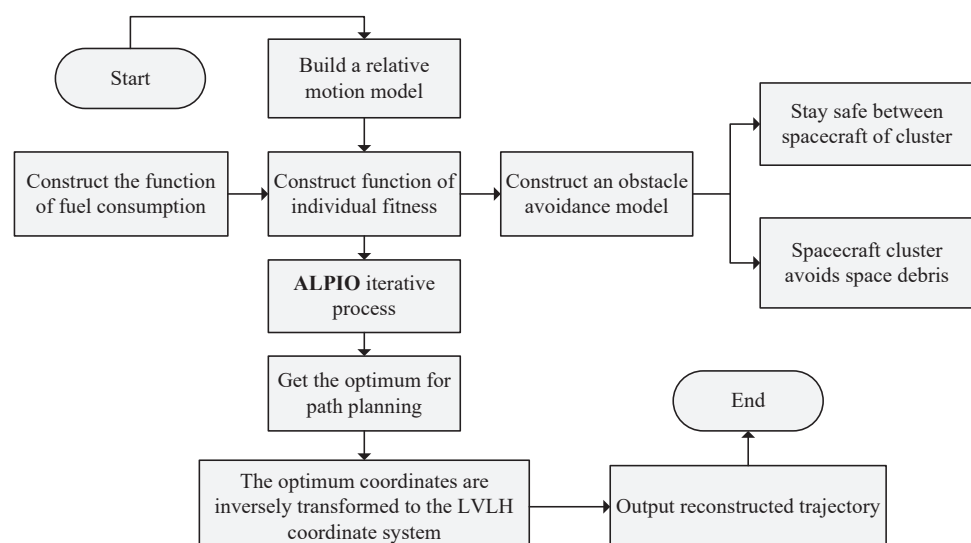 Start
Build a relative
motion model
Stay safe between
spacecraft of cluster
Construct the function
of fuel consumption
Construct function of
individual fitness
Construct an obstacle
avoidance model
Spacecraft cluster
avoids space debris
ALPIO iterative
process
Get the optimum for
path planning
End
The optimum coordinates are
inversely transformed to the LVLH
coordinate system
Output reconstructed trajectory